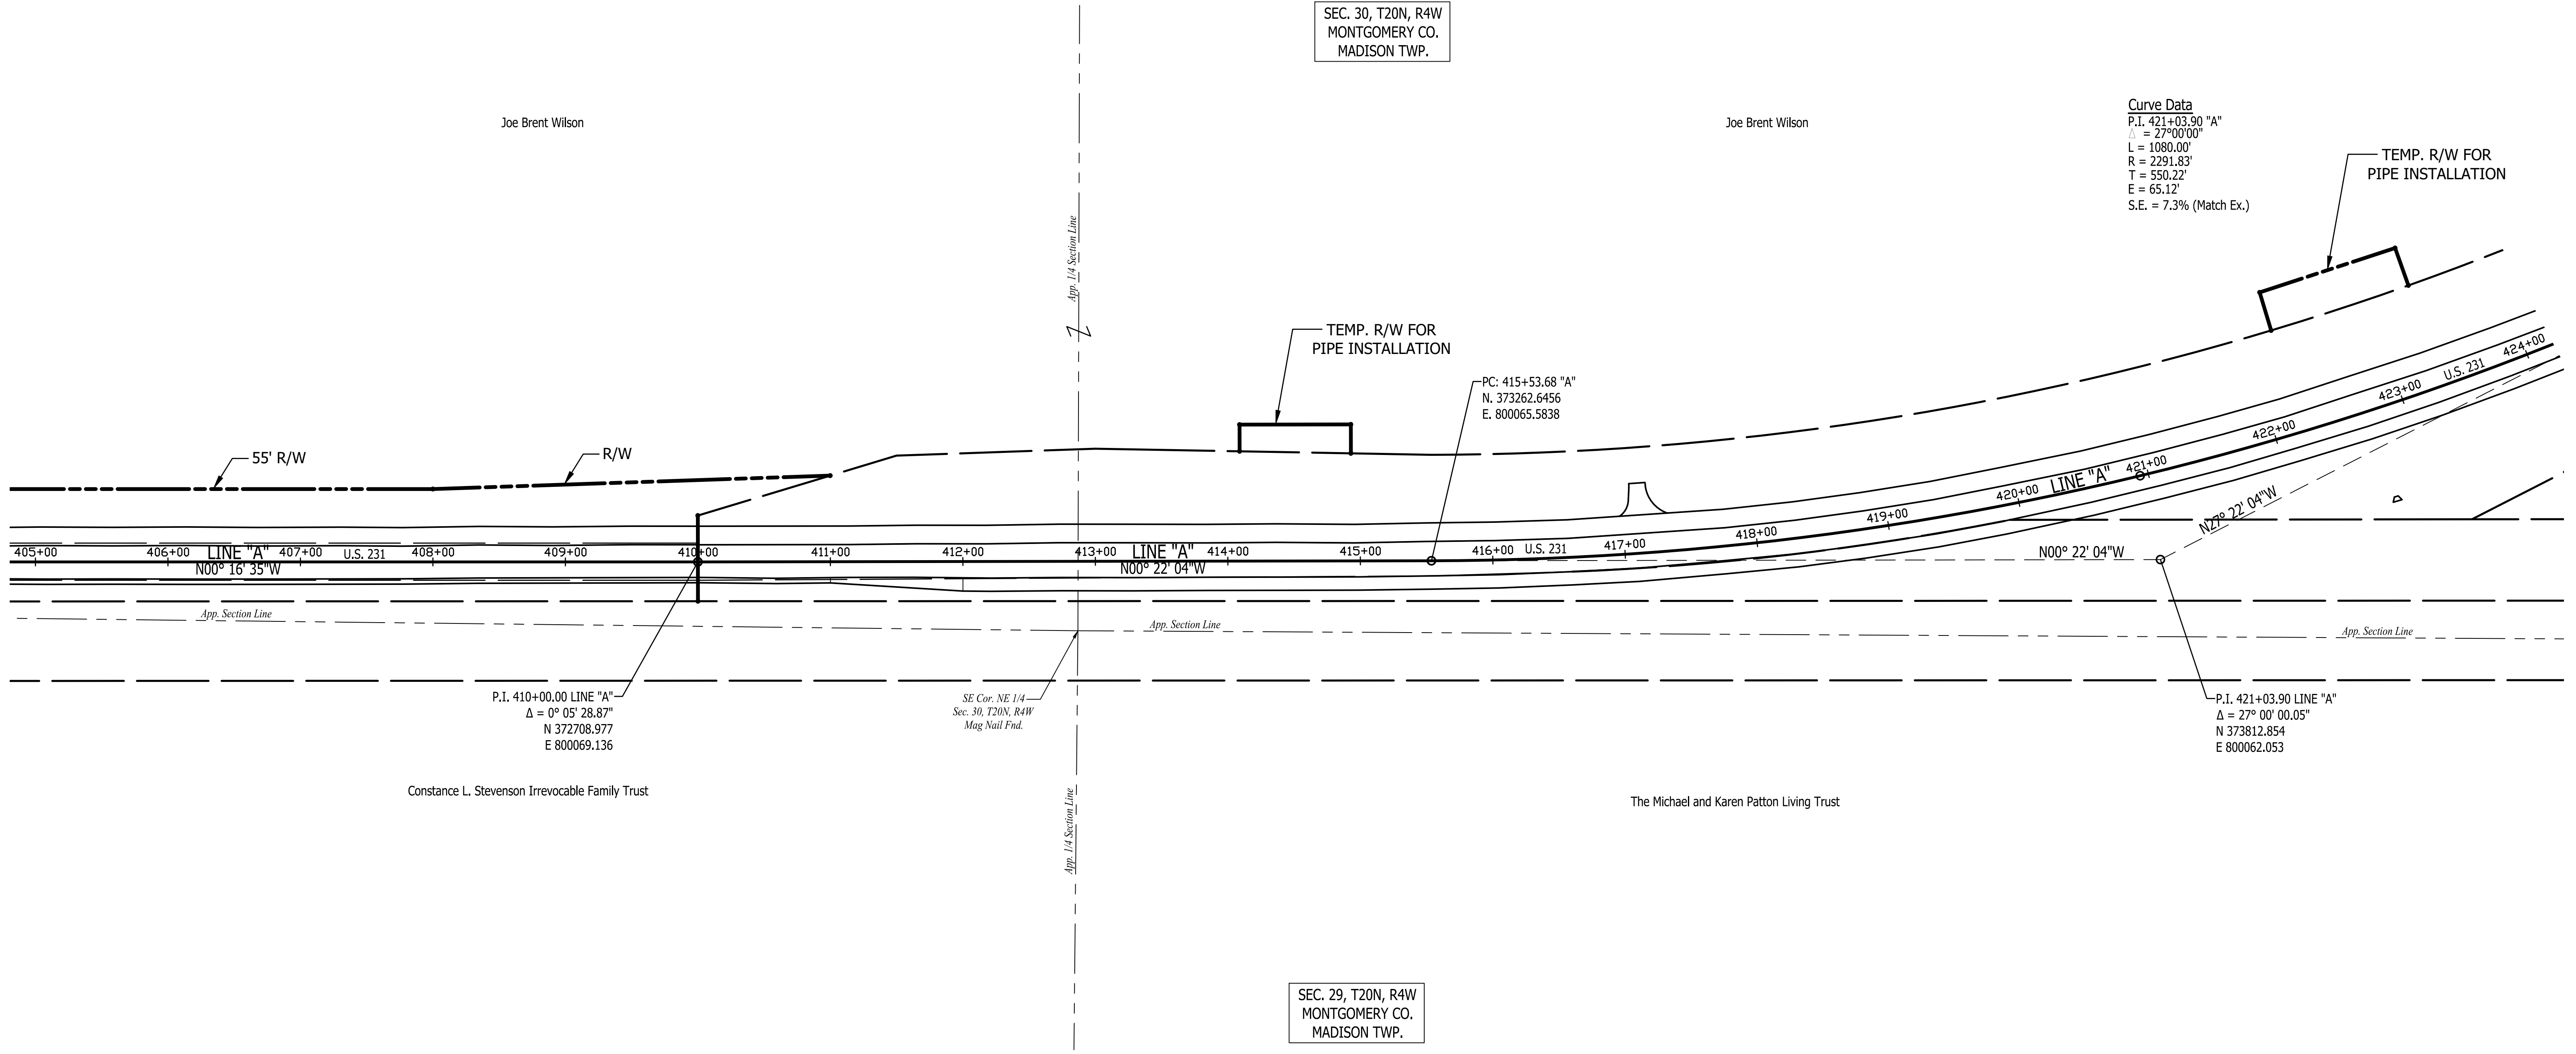 SEC. 30, T20N, R4W
MONTGOMERY CO.
MADISON TWP.
Joe Brent Wilson
Joe Brent Wilson
Curve Data
P.I. 421+03.90 "A"
Δ = 27°00'00"
L = 1080.00'
R = 2291.83'
T = 550.22'
E = 65.12'
S.E. = 7.3% (Match Ex.)
TEMP. R/W FOR
PIPE INSTALLATION
App. 1/4 Section Line
TEMP. R/W FOR
PIPE INSTALLATION
PC: 415+53.68 "A"
N. 373262.6456
E. 800065.5838
55' R/W
R/W
405+00
406+00
LINE "A"
407+00
U.S. 231
408+00
409+00
410+00
411+00
412+00
413+00
LINE "A"
414+00
415+00
416+00
U.S. 231
417+00
418+00
419+00
420+00
LINE "A"
421+00
422+00
423+00
U.S. 231
424+00
N00° 16' 35"W
N00° 22' 04"W
N00° 22' 04"W
N27° 22' 04"W
App. Section Line
App. Section Line
App. Section Line
P.I. 410+00.00 LINE "A"
Δ = 0° 05' 28.87"
N 372708.977
E 800069.136
SE Cor. NE 1/4
Sec. 30, T20N, R4W
Mag Nail Fnd.
P.I. 421+03.90 LINE "A"
Δ = 27° 00' 00.05"
N 373812.854
E 800062.053
Constance L. Stevenson Irrevocable Family Trust
App. 1/4 Section Line
The Michael and Karen Patton Living Trust
SEC. 29, T20N, R4W
MONTGOMERY CO.
MADISON TWP.